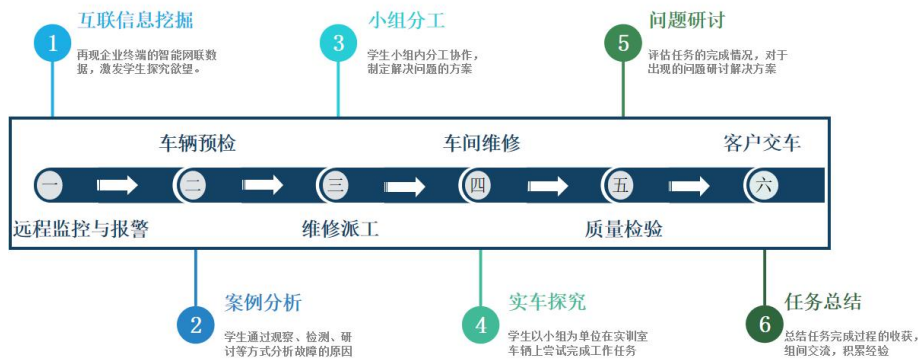 1
互联信息挖掘
再现企业终端的智能网联数
据，激发学生探究欲望。
3
小组分工
学生小组内分工协作，
制定解决问题的方案
5
问题研讨
评估任务的完成情况，对于
出现的问题研讨解决方案
车辆预检
车间维修
客户交车
一
二
三
四
五
六
远程监控与报警
维修派工
质量检验
2
案例分析
学生通过观察、检测、研
讨等方式分析故障的原因
4
实车探究
学生以小组为单位在实训室
车辆上尝试完成工作任务
6
任务总结
总结任务完成过程的收获，
组间交流，积累经验